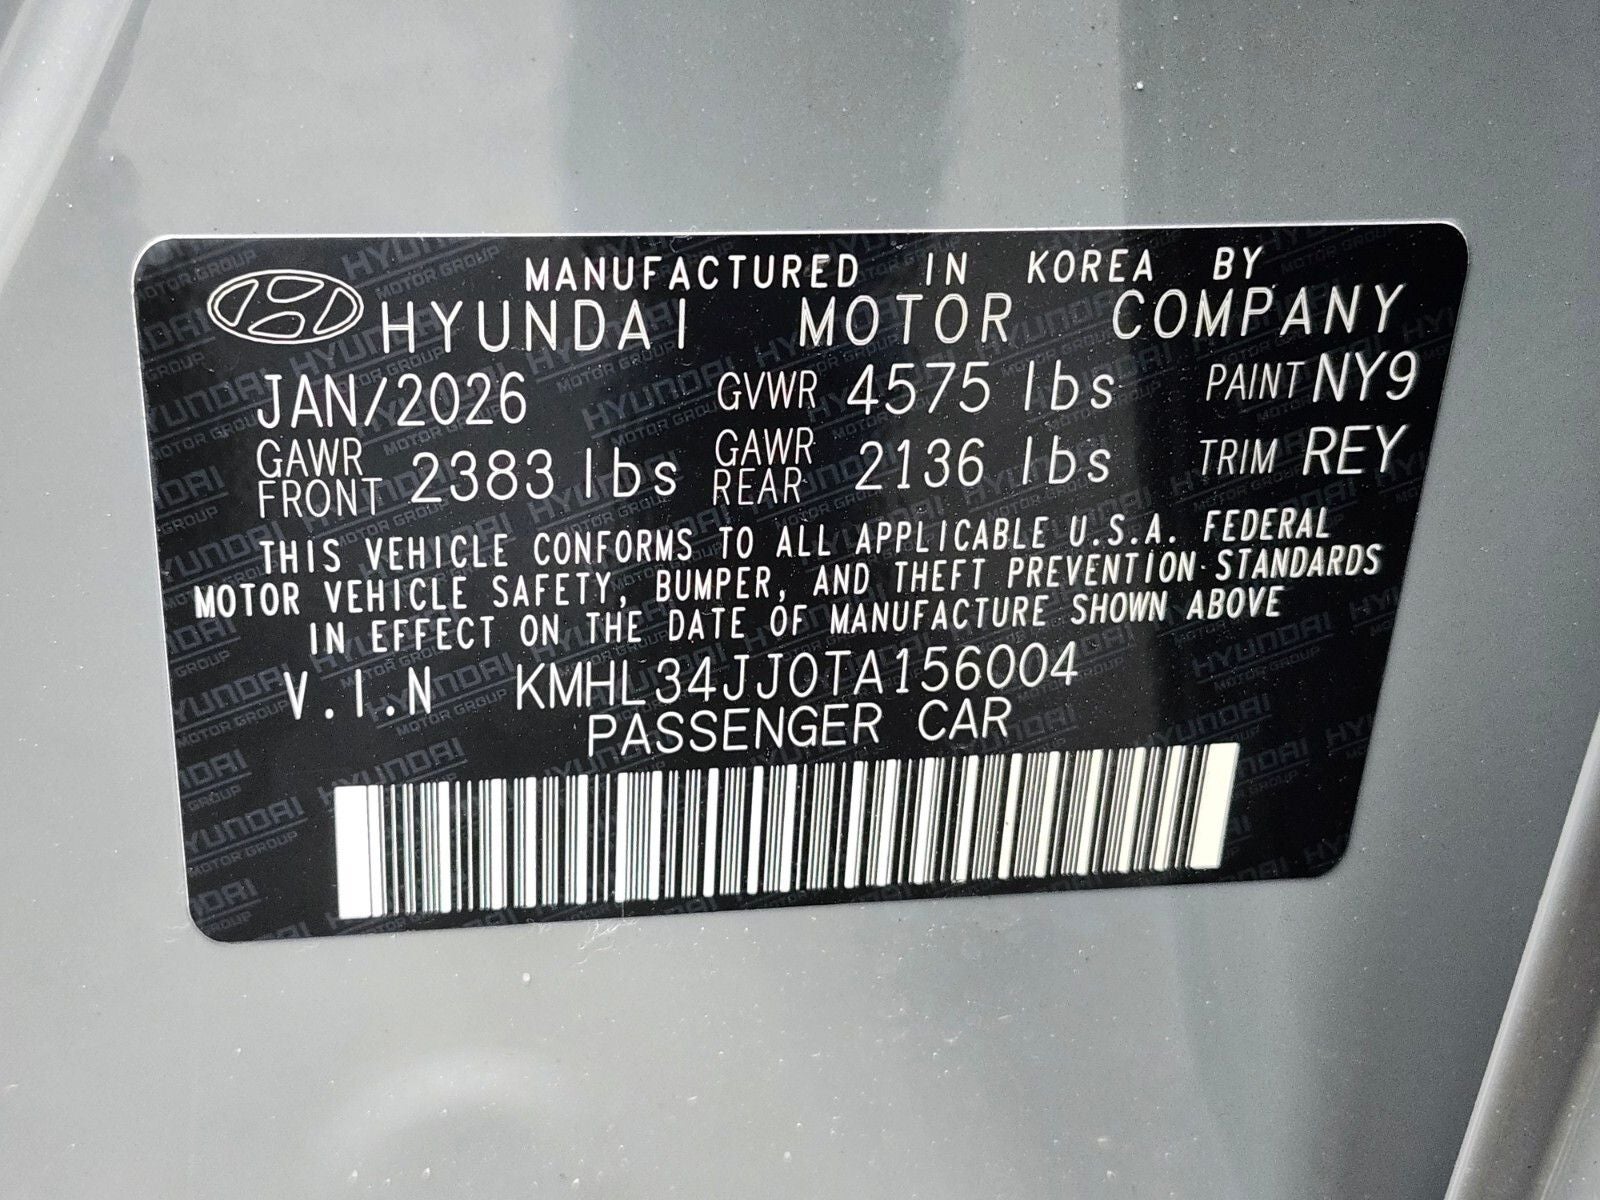 MANUFACTURED IN KOREA BY
HYUNDAI MOTOR COMPANY
JAN/2026 GVWR 4575 lbs PAINT NY9
GAWR FRONT 2383 lbs GAWR REAR 2136 lbs TRIM REY
THIS VEHICLE CONFORMS TO ALL APPLICABLE U.S.A. FEDERAL
MOTOR VEHICLE SAFETY, BUMPER, AND THEFT PREVENTION STANDARDS
IN EFFECT ON THE DATE OF MANUFACTURE SHOWN ABOVE
V.I.N KMHL34JJ0TA156004
PASSENGER CAR